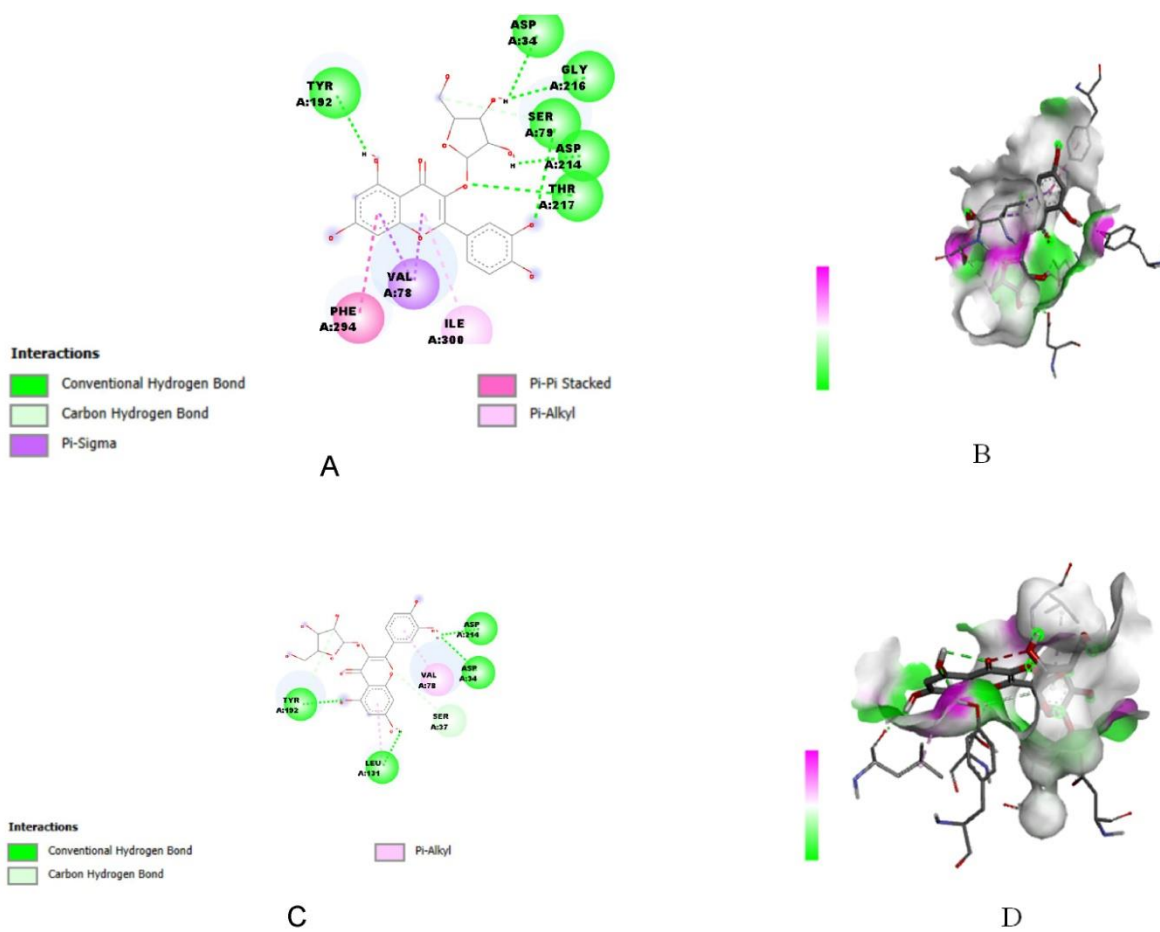 ASP
A:34
TYR
A:192
GLY
A:216
SER
A:79
ASP
A:214
THR
A:217
VAL
A:78
PHE
A:294
ILE
A:300
Interactions
Conventional Hydrogen Bond
Carbon Hydrogen Bond
Pi-Sigma
Pi-Pi Stacked
Pi-Alkyl
A
B
ASP
A:214
ASP
A:34
VAL
A:78
TYR
A:192
SER
A:37
LEU
A:131
Interactions
Conventional Hydrogen Bond
Carbon Hydrogen Bond
Pi-Alkyl
C
D